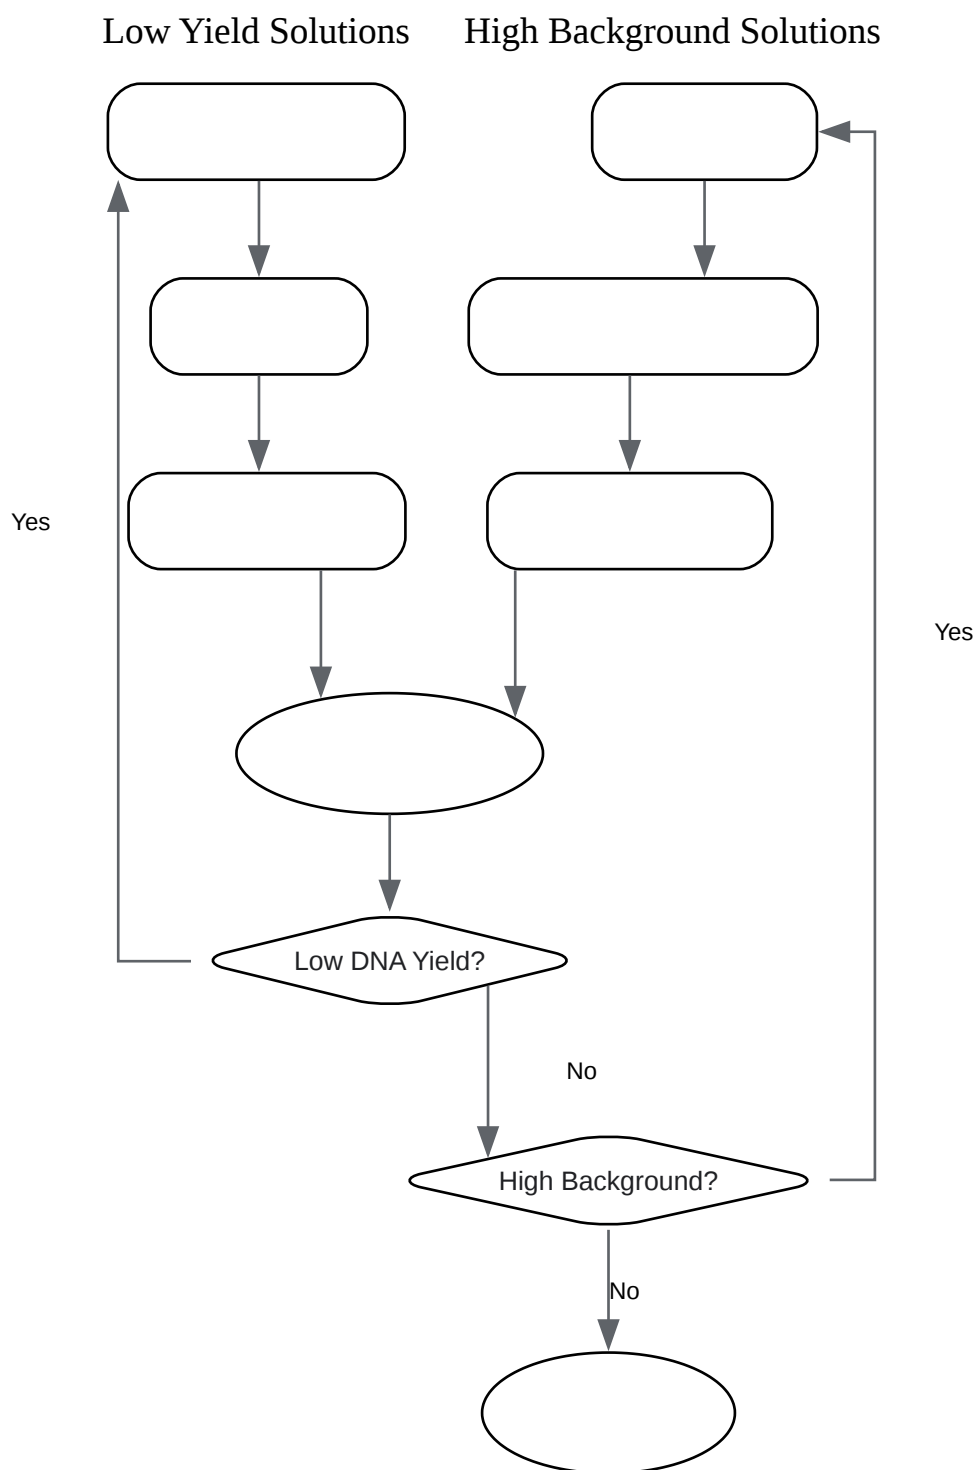 Low Yield Solutions
High Background Solutions
Yes
Yes
Low DNA Yield?
No
High Background?
No